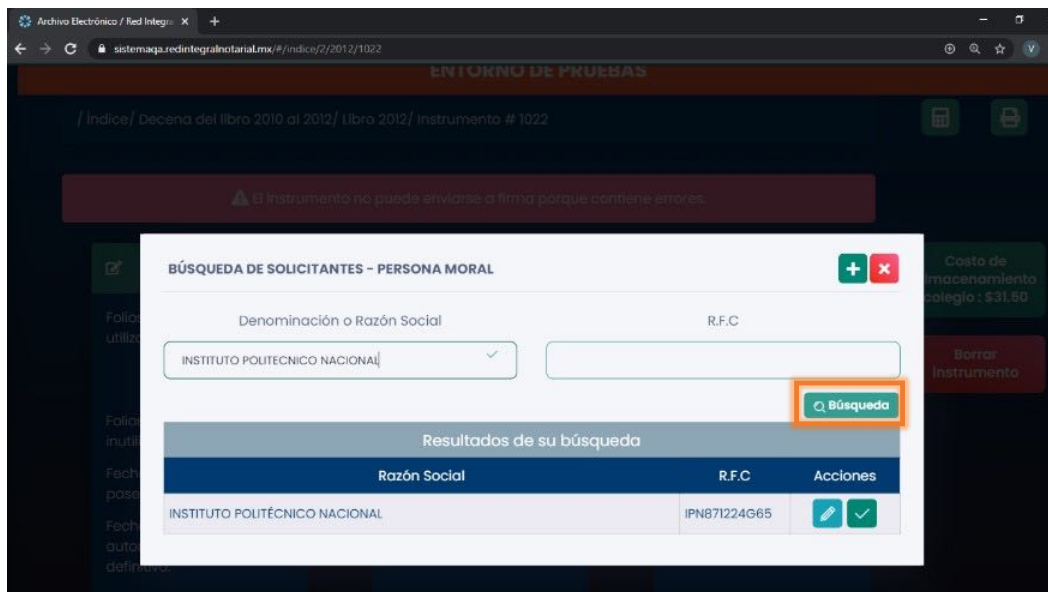 Archivo Electrónico / Red Integra
sistemaqa.redintegralnotarial.mx/#/indice/2/2012/1022
V
ENTORNO DE PRUEBAS
/ Índice/ Decena del libro 2010 al 2012/ Libro 2012/ Instrumento # 1022
El instrumento no puede enviarse a firma porque contiene errores.
BÚSQUEDA DE SOLICITANTES - PERSONA MORAL
Costo de
colegio : $31.50
Folios
Denominación o Razón Social
R.F.C
INSTITUTO POLITECNICO NACIONAL
Borrar
instrumento
Búsqueda
Folios
Resultados de su búsqueda
Razón Social
R.F.C
Acciones
INSTITUTO POLITÉCNICO NACIONAL
IPN871224G65
definitivo.